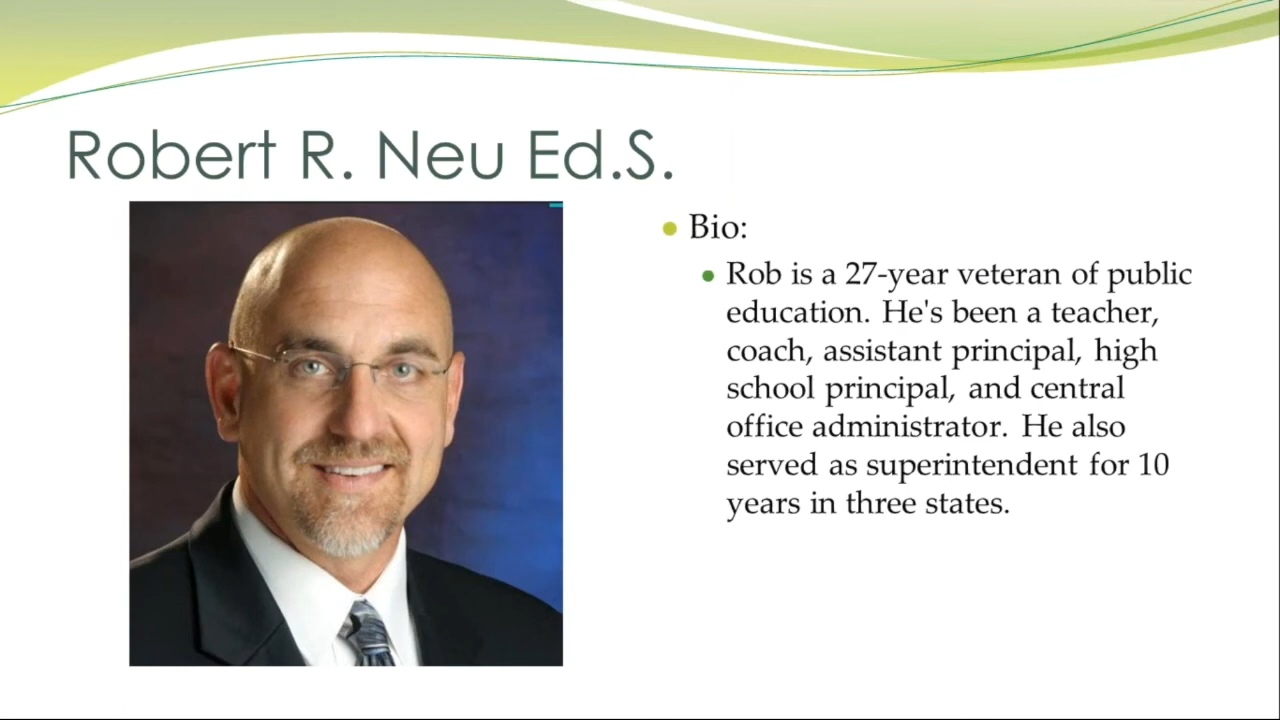 Robert R. Neu Ed.S.
Bio:
Rob is a 27-year veteran of public
education. He's been a teacher,
coach, assistant principal, high
school principal, and central
office administrator. He also
served as superintendent for 10
years in three states.